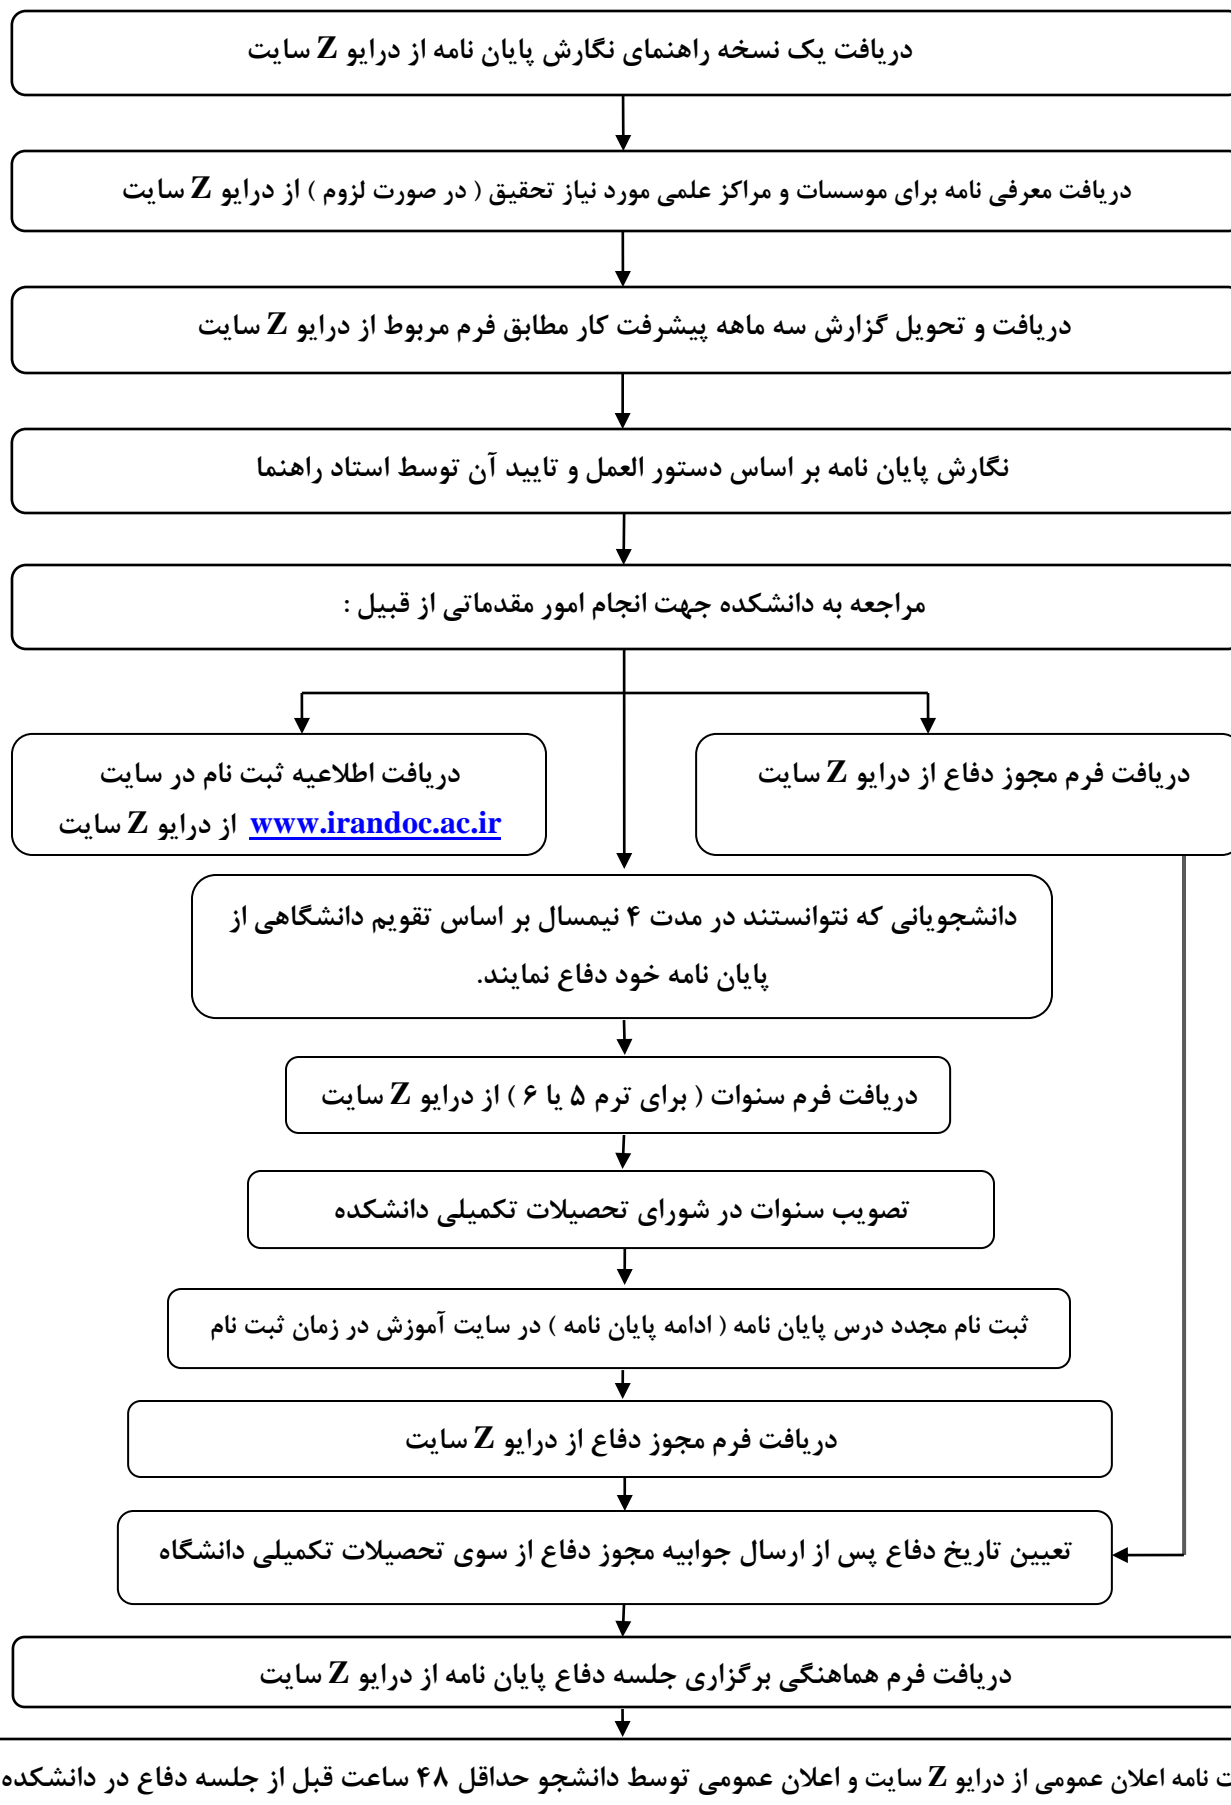 دریافت یک نسخه راهنمای نگارش پایان نامه از درایو Z سایت
دریافت معرفی نامه برای موسسات و مراکز علمی مورد نیاز تحقیق ( در صورت لزوم ) از درایو Z سایت
دریافت و تحویل گزارش سه ماهه پیشرفت کار مطابق فرم مربوط از درایو Z سایت
نگارش پایان نامه بر اساس دستور العمل و تایید آن توسط استاد راهنما
مراجعه به دانشکده جهت انجام امور مقدماتی از قبیل :
دریافت فرم مجوز دفاع از درایو Z سایت
دریافت اطلاعیه ثبت نام در سایت
www.irandoc.ac.ir از درایو Z سایت
دانشجویانی که نتوانستند در مدت ۴ نیمسال بر اساس تقویم دانشگاهی از
پایان نامه خود دفاع نمایند.
دریافت فرم سنوات ( برای ترم ۵ یا ۶ ) از درایو Z سایت
تصویب سنوات در شورای تحصیلات تکمیلی دانشکده
ثبت نام مجدد درس پایان نامه ( ادامه پایان نامه ) در سایت آموزش در زمان ثبت نام
دریافت فرم مجوز دفاع از درایو Z سایت
تعیین تاریخ دفاع پس از ارسال جوابیه مجوز دفاع از سوی تحصیلات تکمیلی دانشگاه
دریافت فرم هماهنگی برگزاری جلسه دفاع پایان نامه از درایو Z سایت
نامه اعلان عمومی از درایو Z سایت و اعلان عمومی توسط دانشجو حداقل ۴۸ ساعت قبل از جلسه دفاع در دانشکده